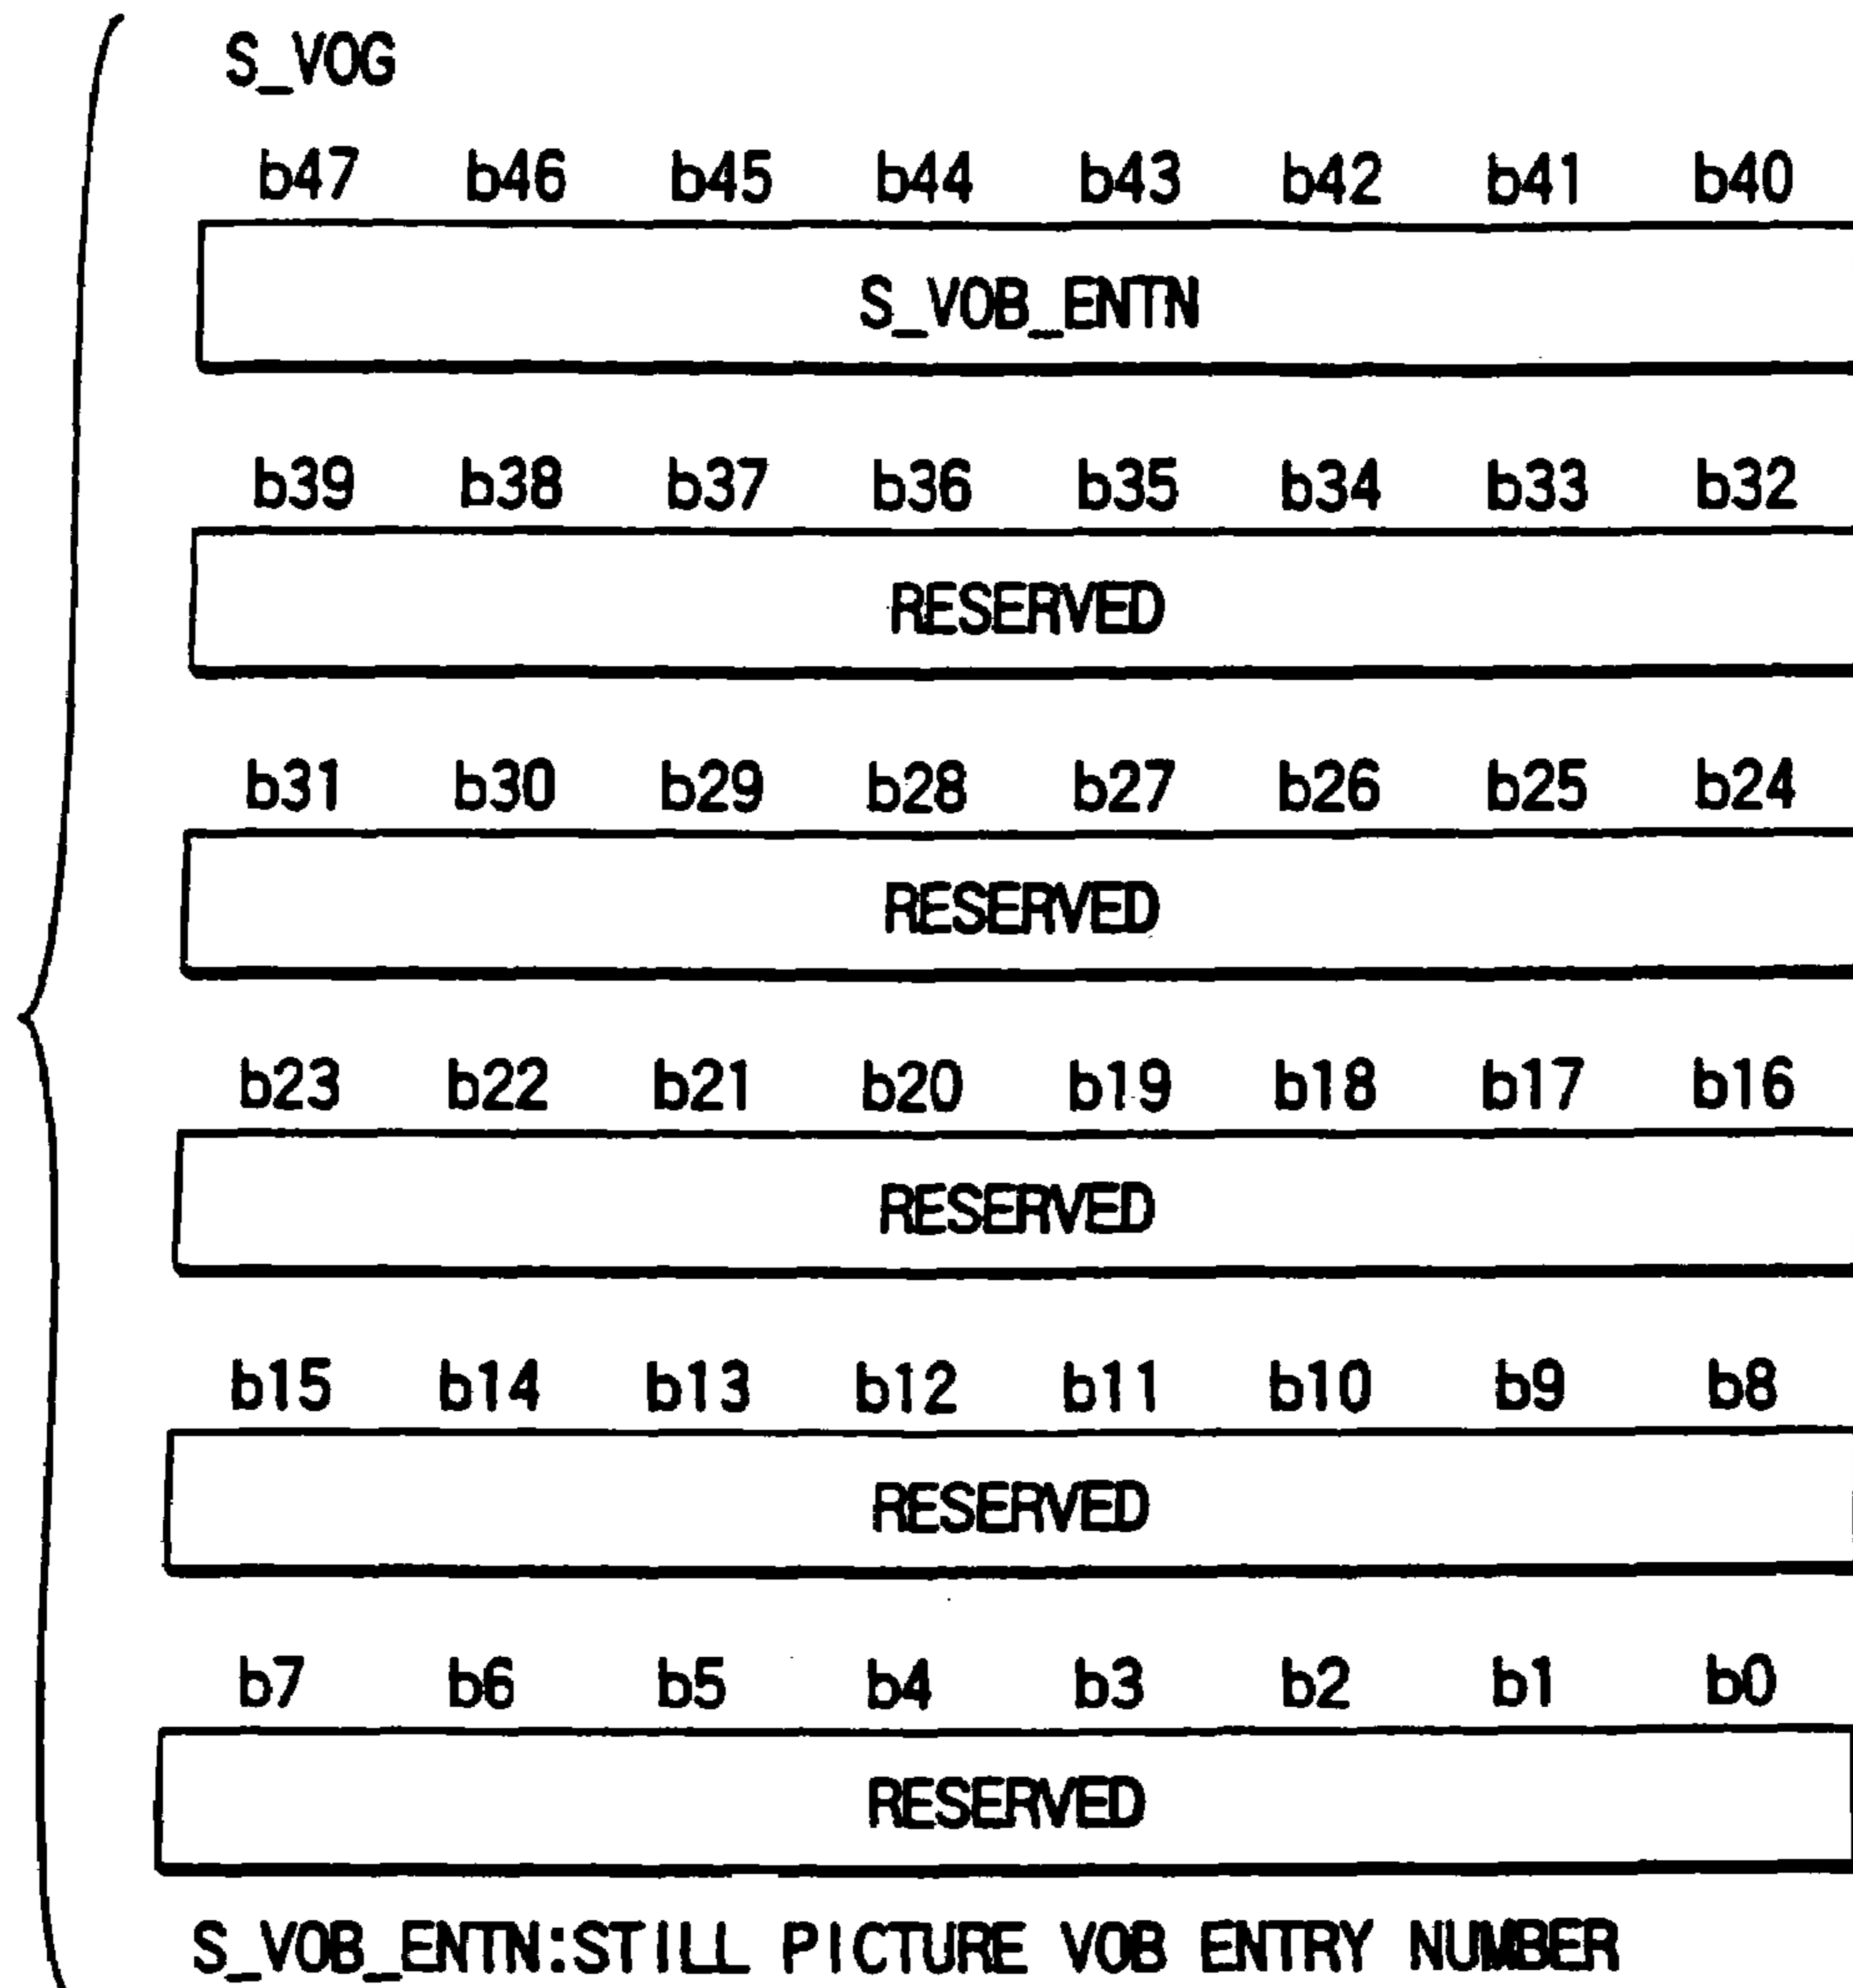 S_VOG
b47 b46 b45 b44 b43 b42 b41 b40
S_VOB_ENTN
b39 b38 b37 b36 b35 b34 b33 b32
RESERVED
b31 b30 b29 b28 b27 b26 b25 b24
RESERVED
b23 b22 b21 b20 b19 b18 b17 b16
RESERVED
b15 b14 b13 b12 b11 b10 b9 b8
RESERVED
b7 b6 b5 b4 b3 b2 b1 b0
RESERVED
S_VOB_ENTN:STILL PICTURE VOB ENTRY NUMBER